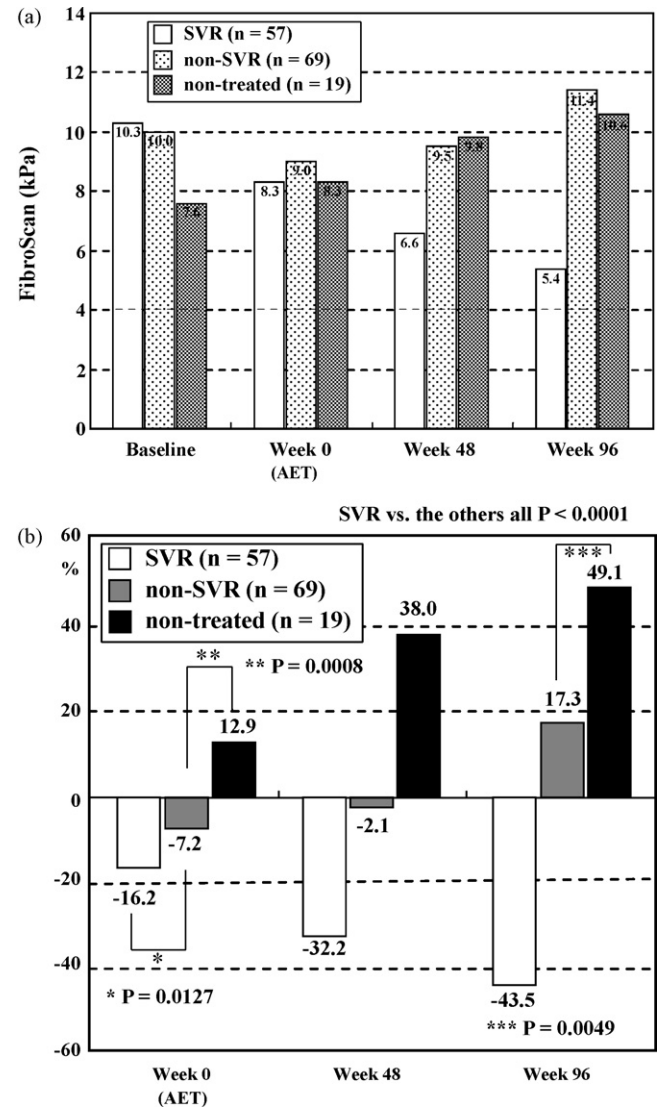 (a)
14
12
10
8
6
4
2
0
FibroScan (kPa)
SVR (n = 57)
non-SVR (n = 69)
non-treated (n = 19)
10.3
10.0
7.6
8.3
9.0
8.3
6.6
9.5
9.8
5.4
11.4
10.6
Baseline
Week 0
(AET)
Week 48
Week 96
SVR vs. the others all P < 0.0001
(b)
60
%
40
20
0
-20
-40
-60
SVR (n = 57)
non-SVR (n = 69)
non-treated (n = 19)
***
49.1
38.0
**
** P = 0.0008
17.3
12.9
-7.2
-2.1
-16.2
-32.2
*
-43.5
* P = 0.0127
*** P = 0.0049
Week 0
(AET)
Week 48
Week 96